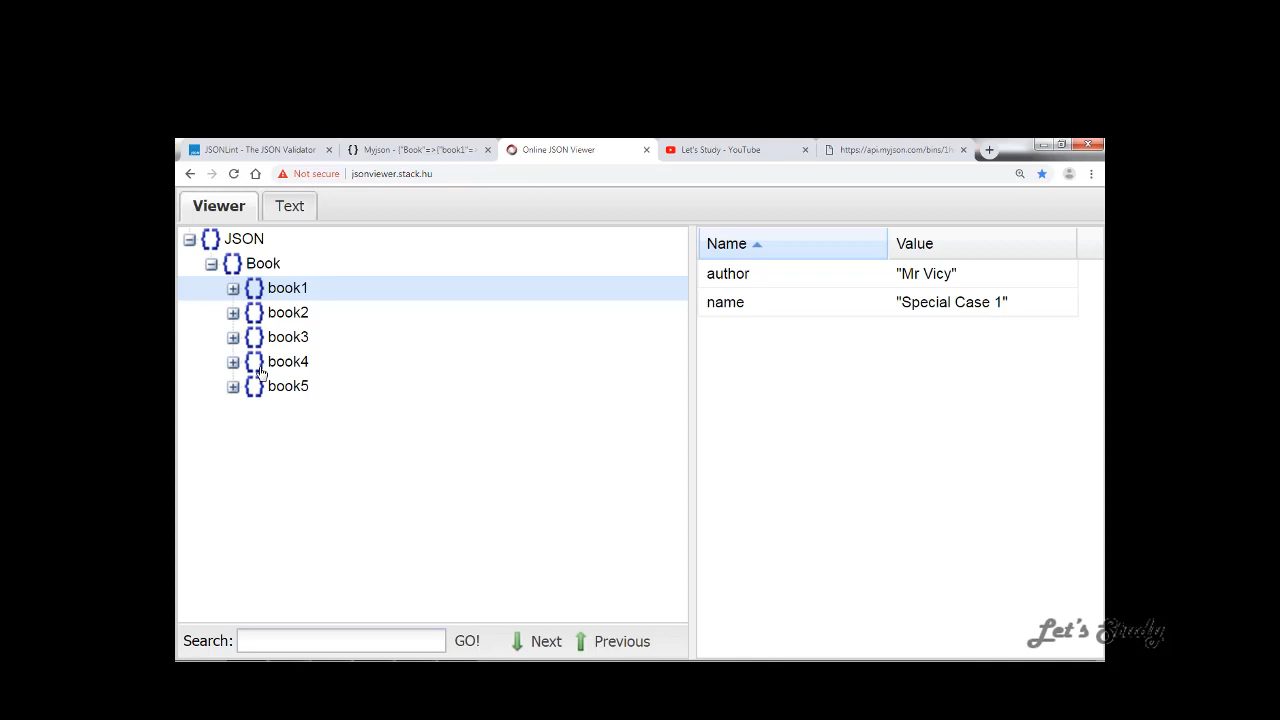 JSONLint - The JSON Validator
Myjson - {Book"=>{"book1"=
Online JSON Viewer
Let's Study - YouTube
https://api.myjson.com/bins/1h
Not secure
jsonviewer.stack.hu
Viewer
Text
JSON
Book
book1
book2
book3
book4
book5
Name
Value
author
"Mr Vicy"
name
"Special Case 1"
Search:
GO!
Next
Previous
Let's Study